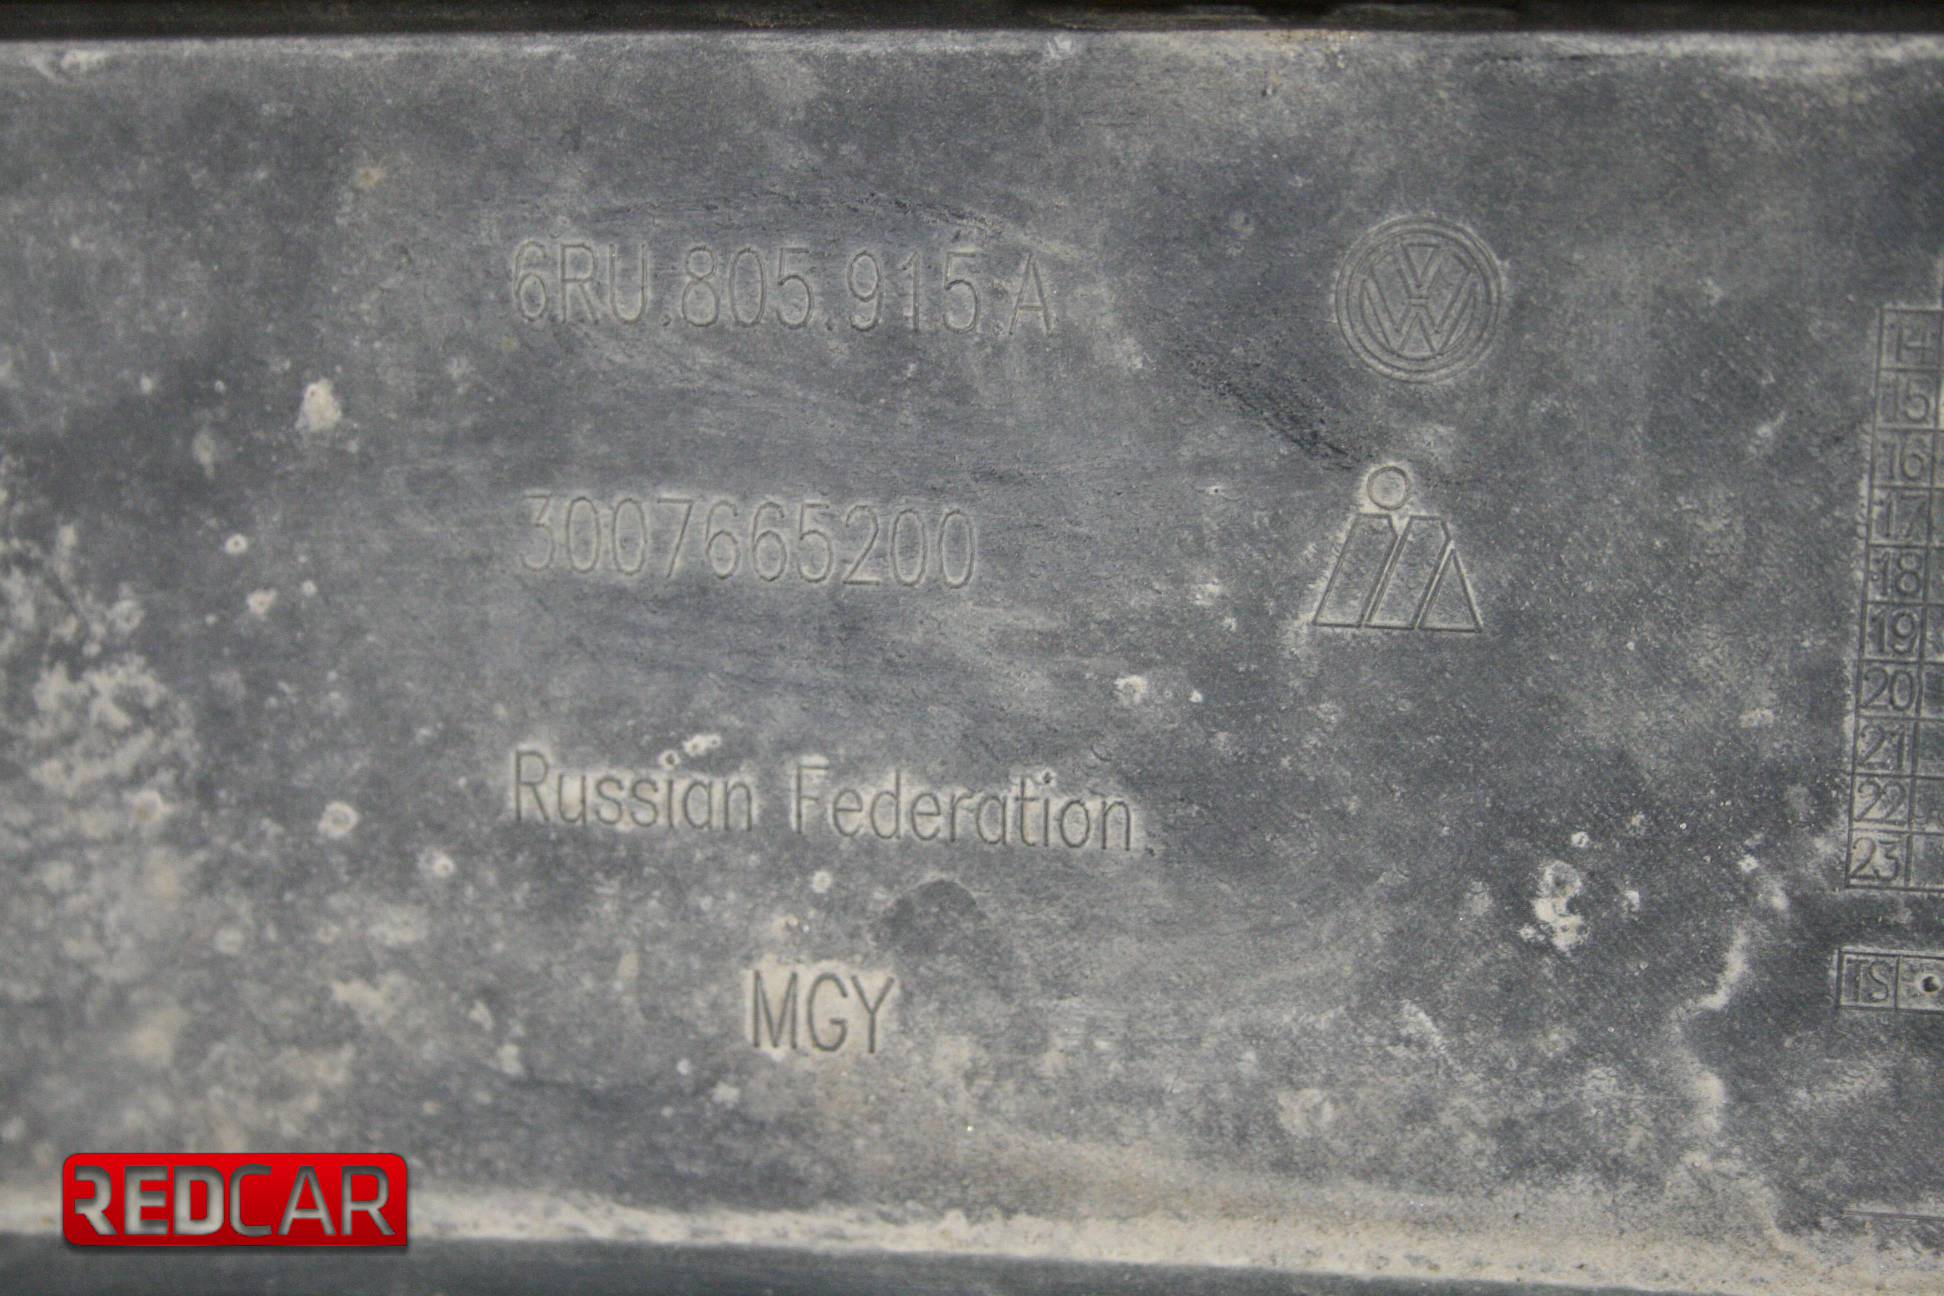 6RU.805.915.A
3007665200
Russian Federation
MGY
14
15
16
17
18
19
20
21
22
23
TS
REDCAR